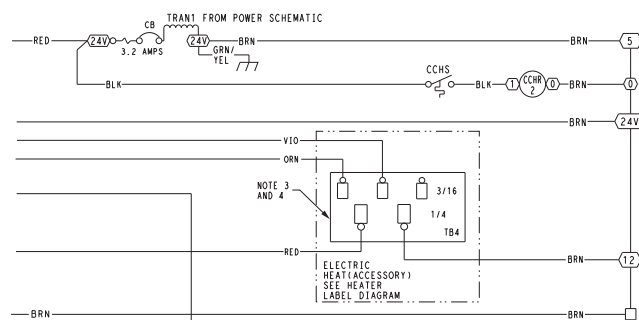 TRAN1 FROM POWER SCHEMATIC
CB
RED 24V 24V BRN BRN 5
3.2 AMPS
GRN/
YEL
CCHS
BLK BLK 1 CCHR 0 BRN 0
2
BRN 24V
VIO
ORN
NOTE 3
AND 4
3/16
1/4
TB4
RED
BRN BRN 12
ELECTRIC
HEAT(ACCESSORY)
SEE HEATER
LABEL DIAGRAM
BRN BRN